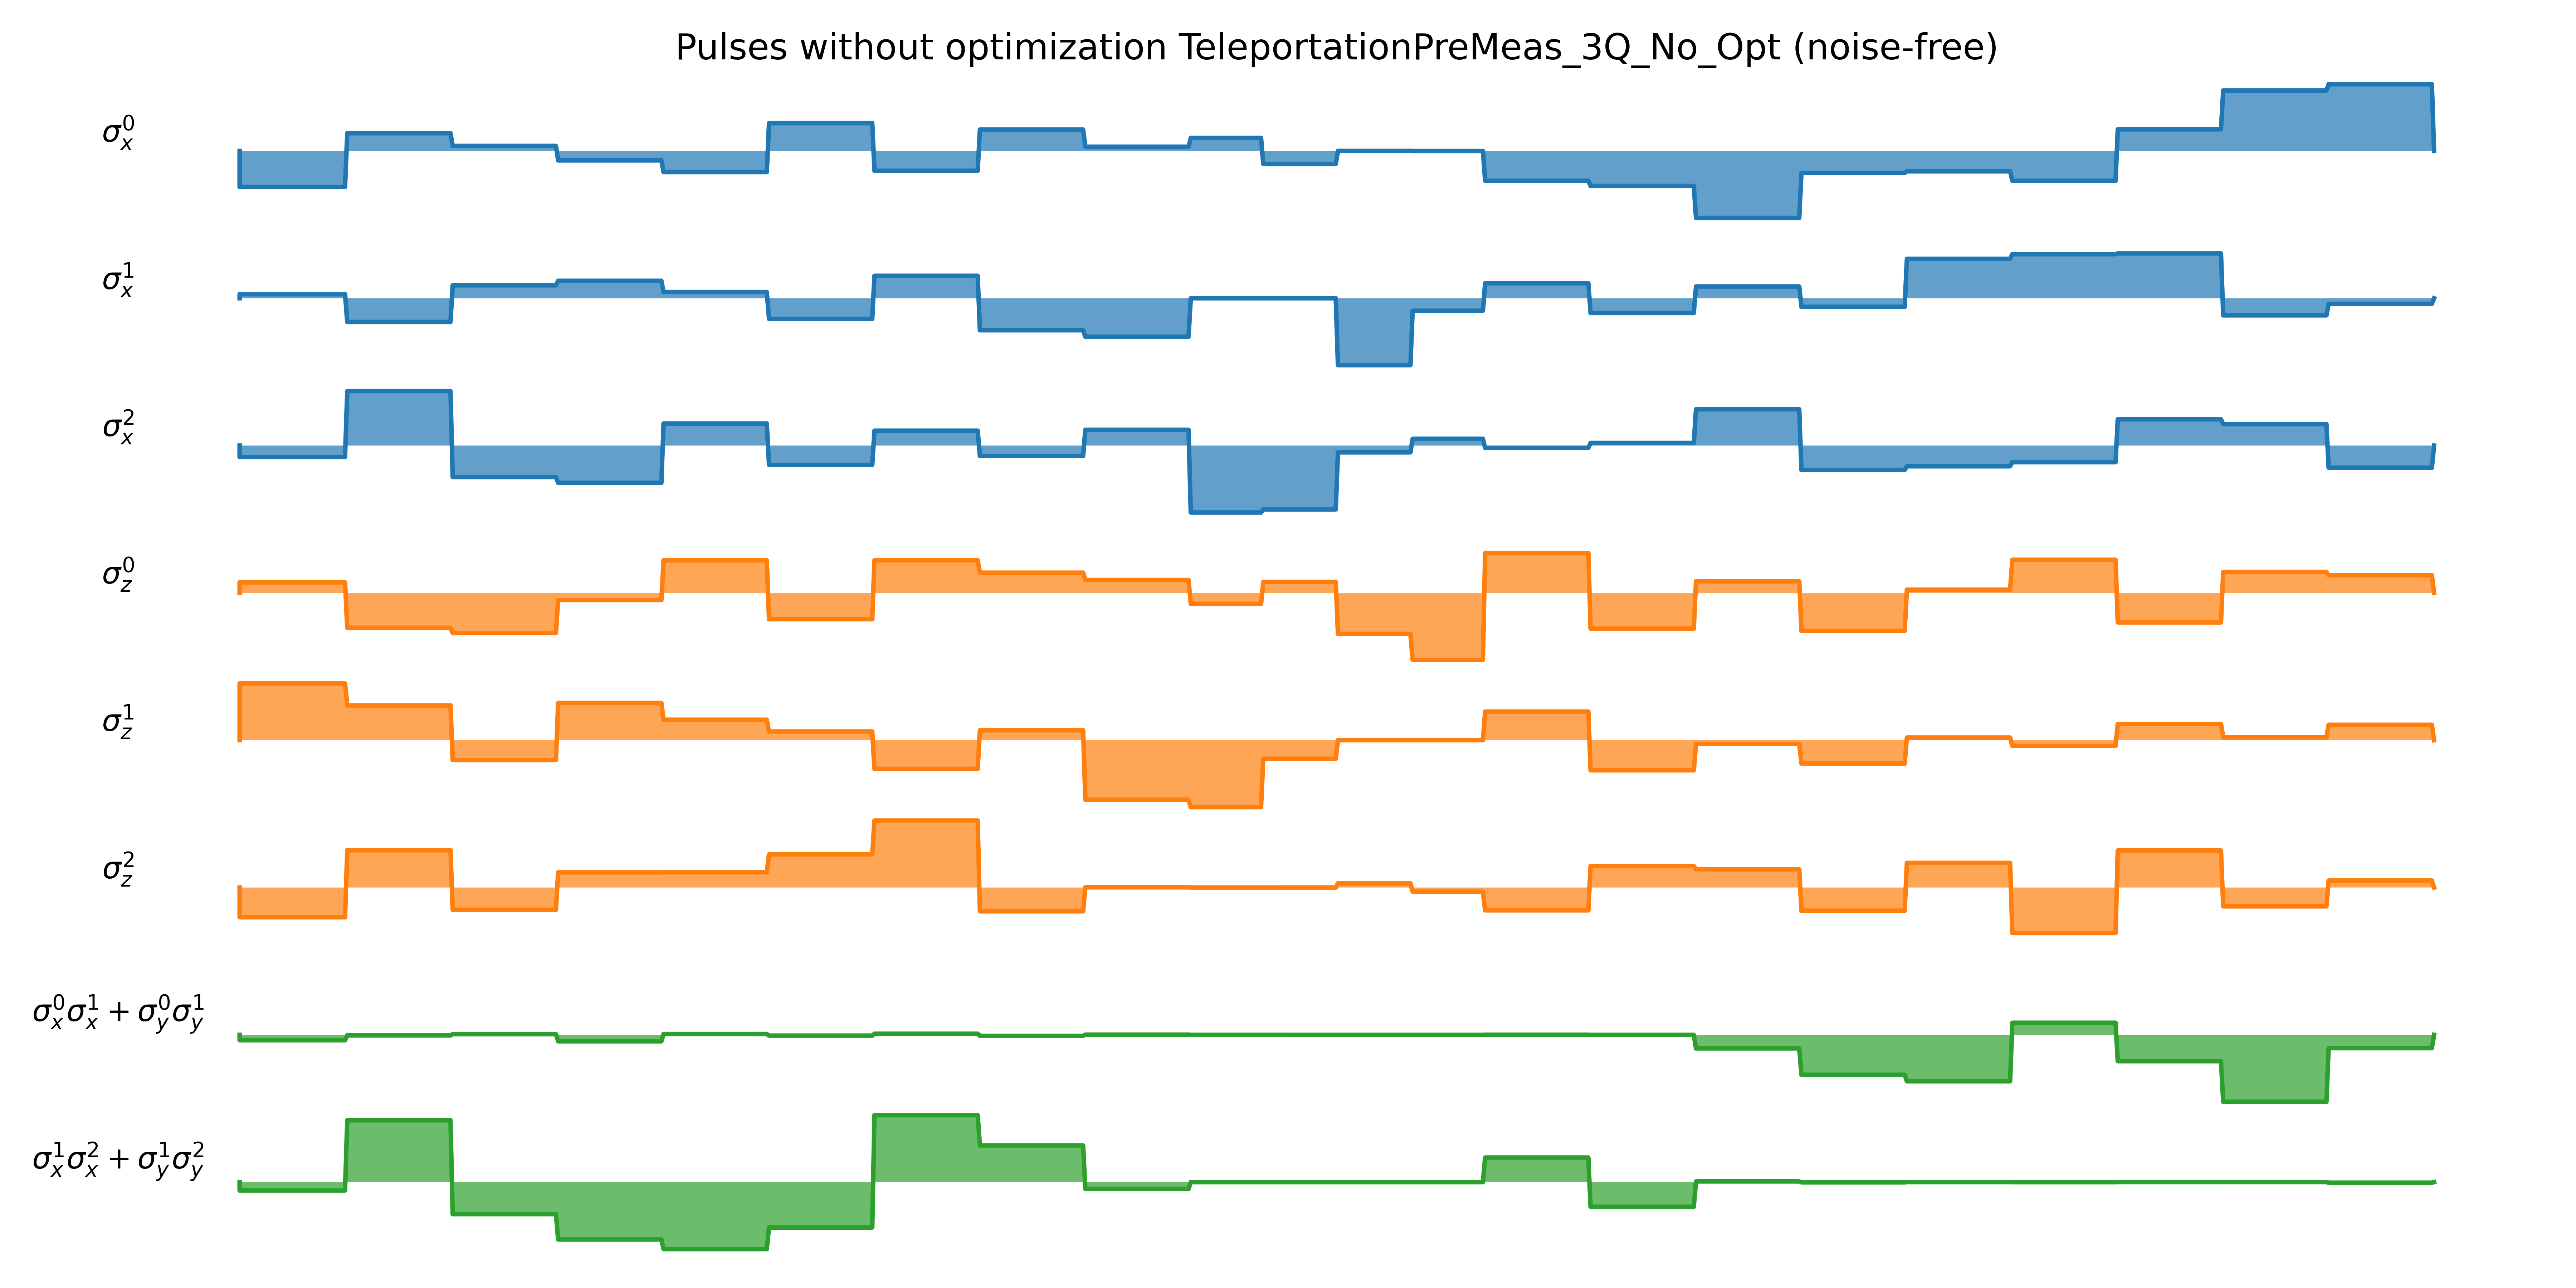 Pulses without optimization TeleportationPreMeas_3Q_No_Opt (noise-free)
σ_x^0
σ_x^1
σ_x^2
σ_z^0
σ_z^1
σ_z^2
σ_x^0σ_x^1 + σ_y^0σ_y^1
σ_x^1σ_x^2 + σ_y^1σ_y^2